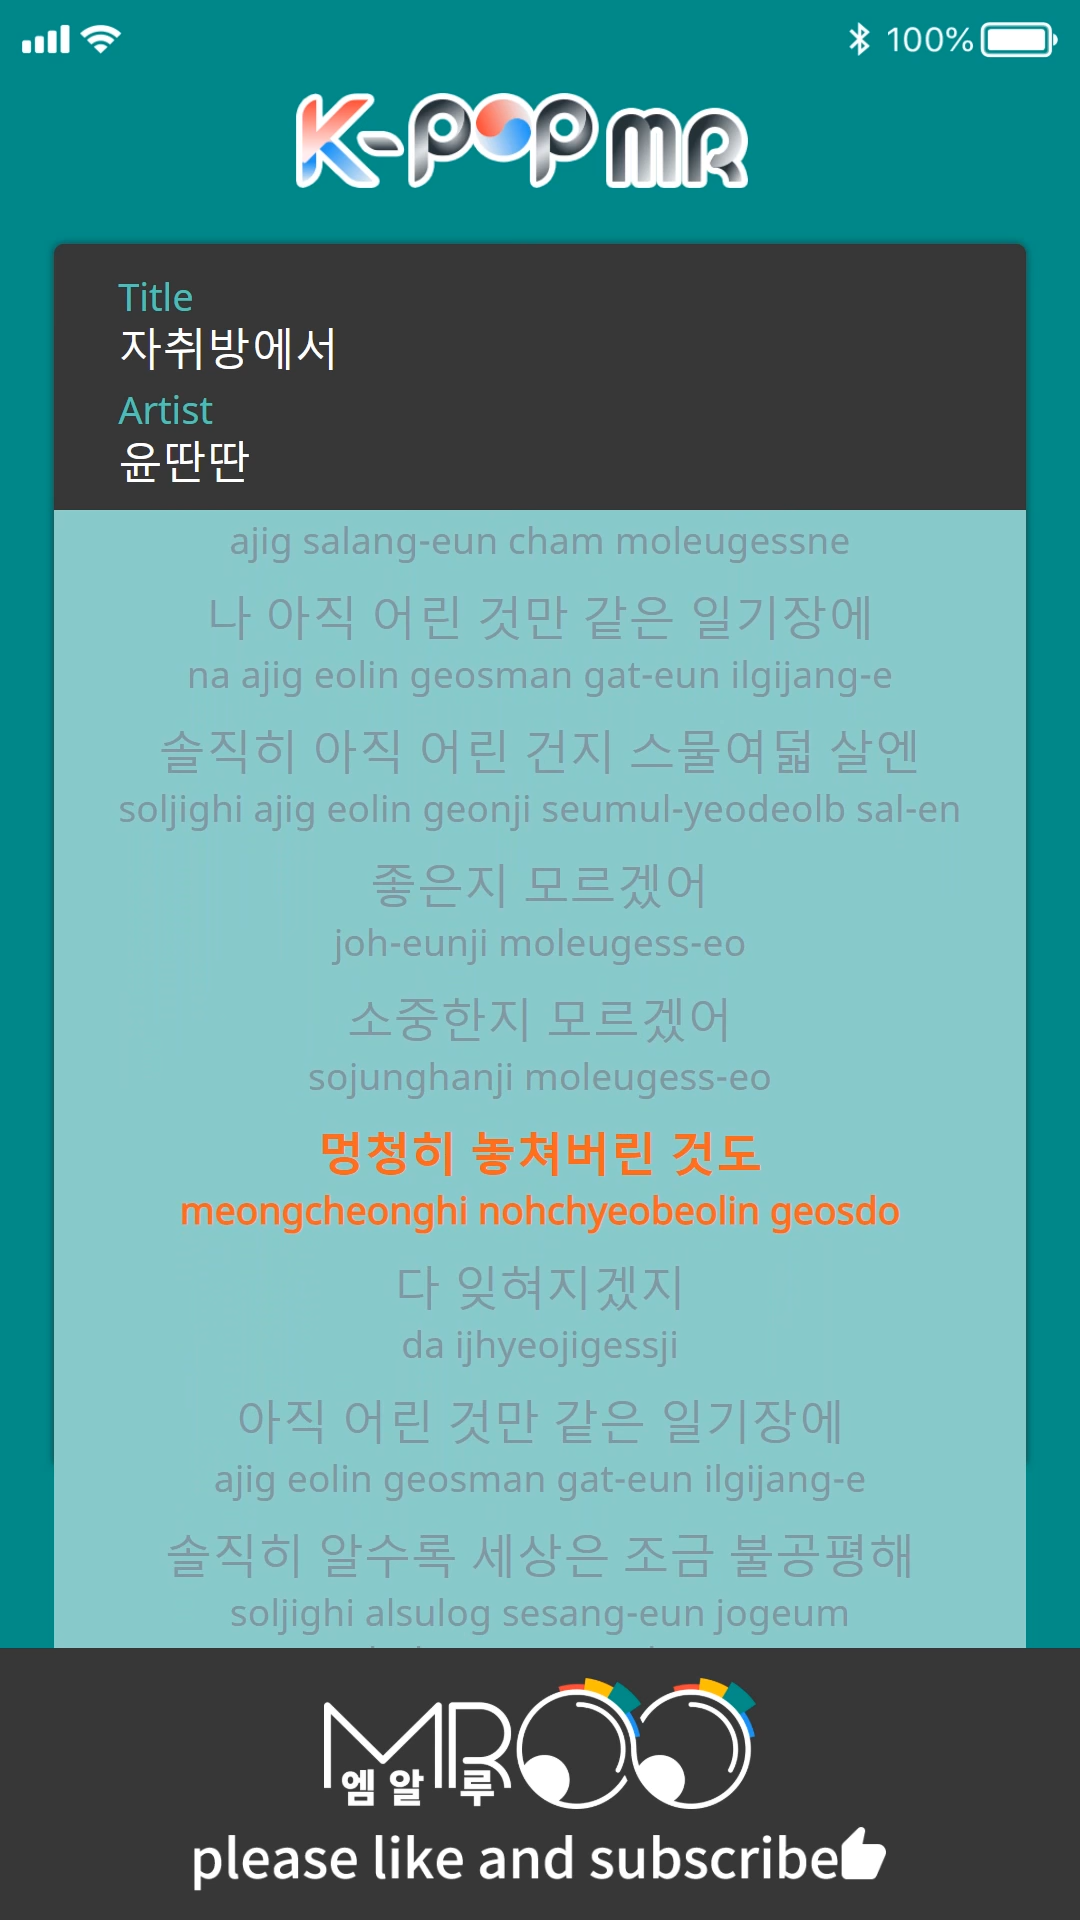 100%
K-POP MR
Title
자취방에서
Artist
윤딴딴
ajig salang-eun cham moleugessne
나 아직 어린 것만 같은 일기장에
na ajig eolin geosman gat-eun ilgijang-e
솔직히 아직 어린 건지 스물여덟 살엔
soljighi ajig eolin geonji seumul-yeodeolb sal-en
좋은지 모르겠어
joh-eunji moleugess-eo
소중한지 모르겠어
sojunghanji moleugess-eo
멍청히 놓쳐버린 것도
meongcheonghi nohchyeobeolin geosdo
다 잊혀지겠지
da ijhyeojigessji
아직 어린 것만 같은 일기장에
ajig eolin geosman gat-eun ilgijang-e
솔직히 알수록 세상은 조금 불공평해
soljighi alsulog sesang-eun jogeum
MROO
엠알루
please like and subscribe